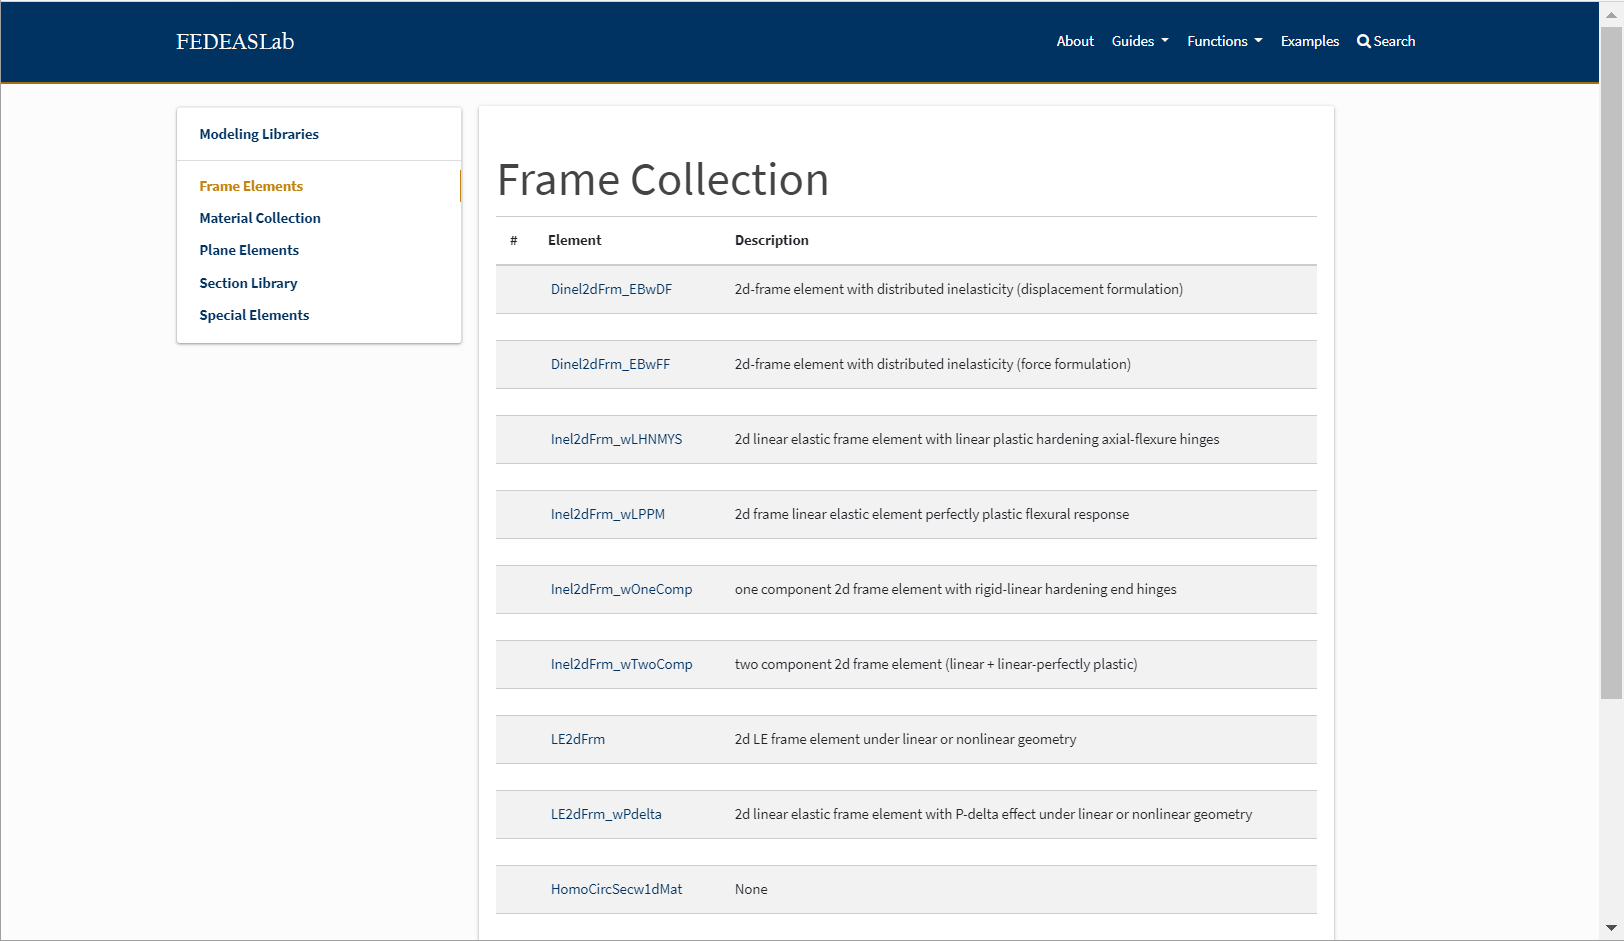 FEDEASLab
About Guides Functions Examples Search
Modeling Libraries
Frame Elements
Material Collection
Plane Elements
Section Library
Special Elements
Frame Collection
# Element Description
Dinel2dFrm_EBwDF 2d-frame element with distributed inelasticity (displacement formulation)
Dinel2dFrm_EBwFF 2d-frame element with distributed inelasticity (force formulation)
Inel2dFrm_wLHNMYS 2d linear elastic frame element with linear plastic hardening axial-flexure hinges
Inel2dFrm_wLPPM 2d frame linear elastic element perfectly plastic flexural response
Inel2dFrm_wOneComp one component 2d frame element with rigid-linear hardening end hinges
Inel2dFrm_wTwoComp two component 2d frame element (linear + linear-perfectly plastic)
LE2dFrm 2d LE frame element under linear or nonlinear geometry
LE2dFrm_wPdelta 2d linear elastic frame element with P-delta effect under linear or nonlinear geometry
HomoCircSecw1dMat None